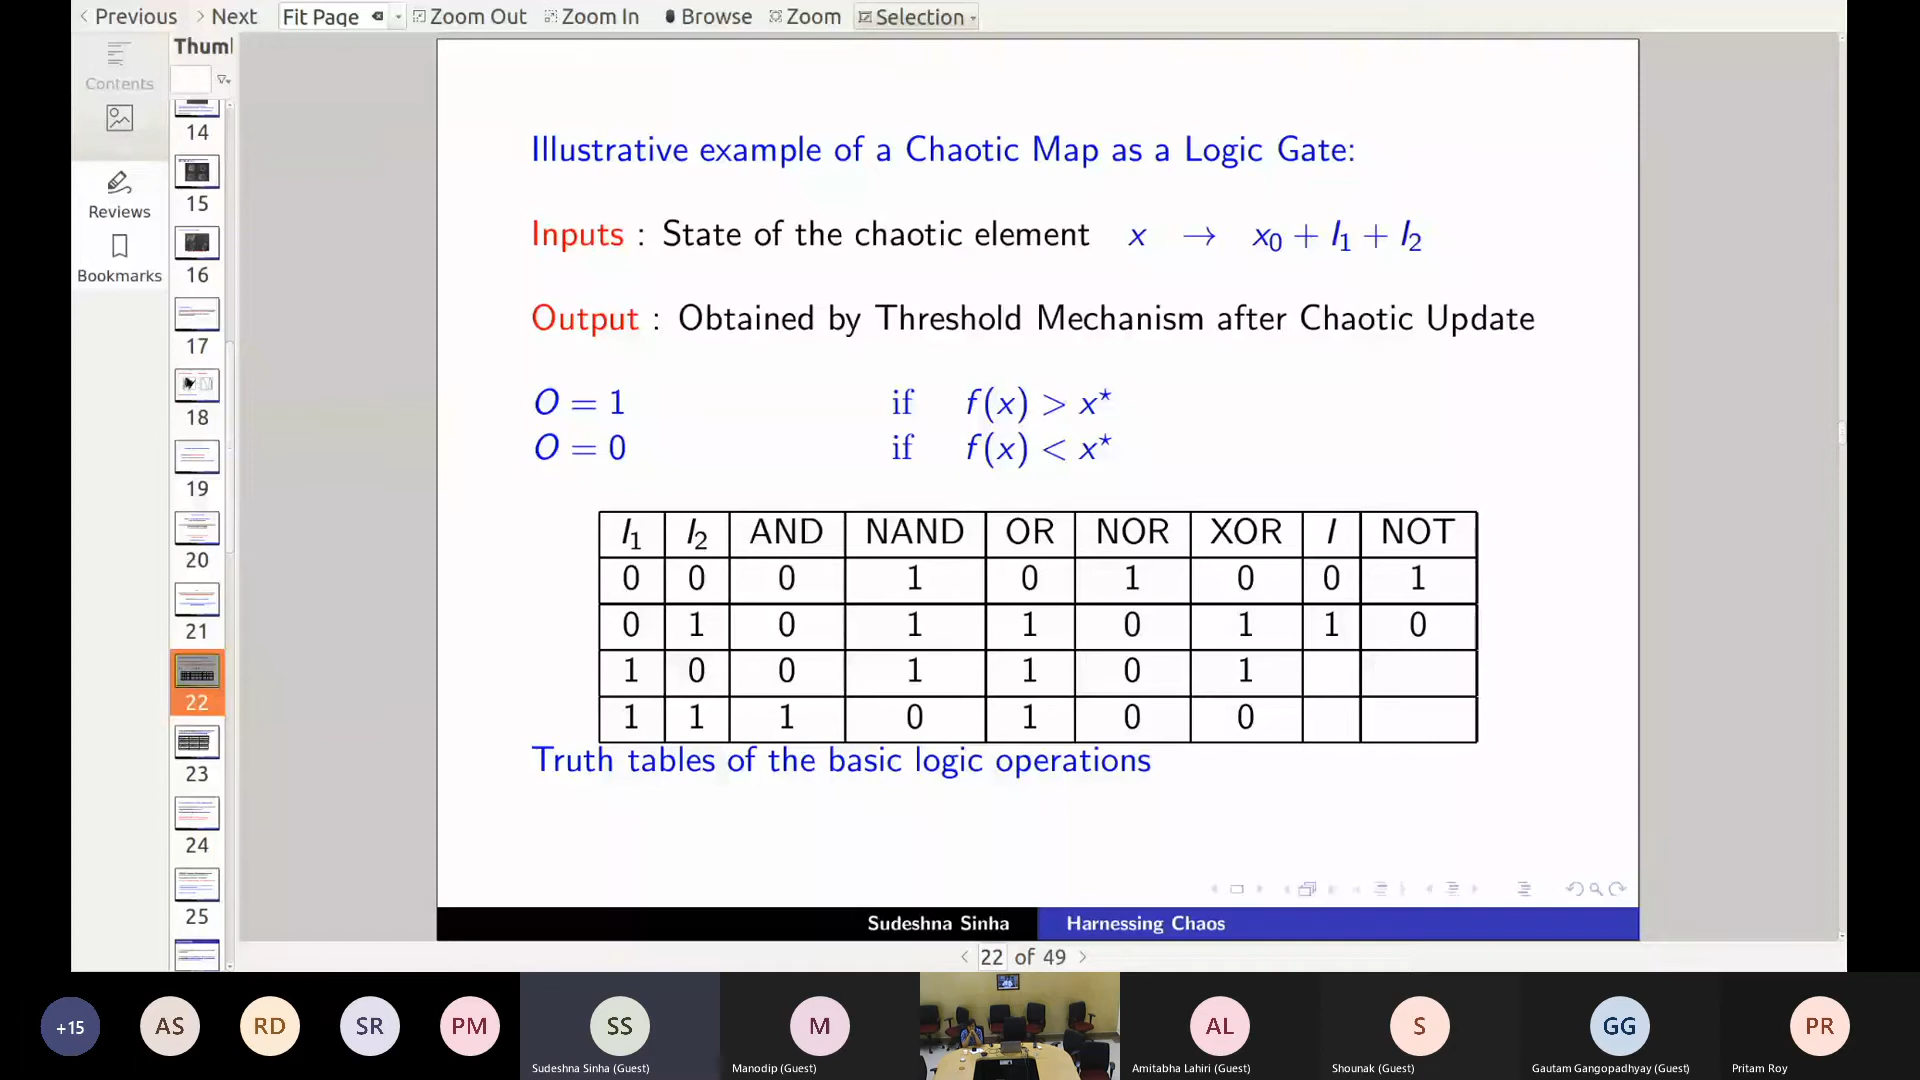 Previous Next Fit Page Zoom Out Zoom In Browse Zoom Selection
Contents
Reviews
Bookmarks
Thuml
14
15
16
17
18
19
20
21
22
23
24
25
Illustrative example of a Chaotic Map as a Logic Gate:
Inputs : State of the chaotic element x → x₀ + I₁ + I₂
Output : Obtained by Threshold Mechanism after Chaotic Update
O = 1 if f(x) > x⋆
O = 0 if f(x) < x⋆
I₁ I₂ AND NAND OR NOR XOR I NOT
0 0 0 1 0 1 0 0 1
0 1 0 1 1 0 1 1 0
1 0 0 1 1 0 1
1 1 1 0 1 0 0
Truth tables of the basic logic operations
Sudeshna Sinha Harnessing Chaos
22 of 49
+15 AS RD SR PM SS M AL S GG PR
Sudeshna Sinha (Guest) Manodip (Guest) Amitabha Lahiri (Guest) Shounak (Guest) Gautam Gangopadhyay (Guest) Pritam Roy